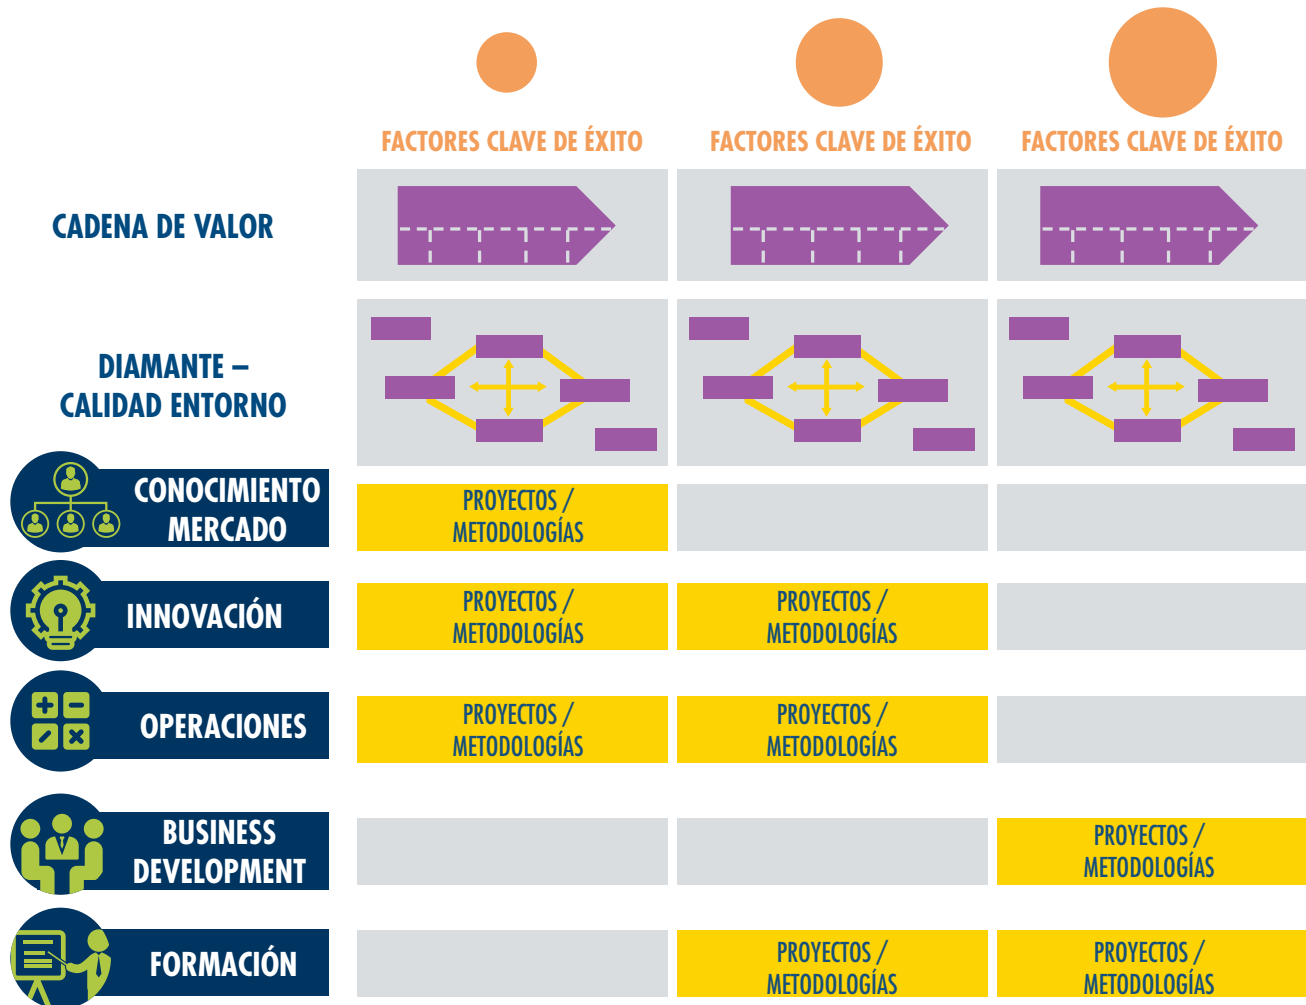 FACTORES CLAVE DE ÉXITO
FACTORES CLAVE DE ÉXITO
FACTORES CLAVE DE ÉXITO
CADENA DE VALOR
DIAMANTE –
CALIDAD ENTORNO
CONOCIMIENTO
MERCADO
PROYECTOS /
METODOLOGÍAS
INNOVACIÓN
PROYECTOS /
METODOLOGÍAS
PROYECTOS /
METODOLOGÍAS
OPERACIONES
PROYECTOS /
METODOLOGÍAS
PROYECTOS /
METODOLOGÍAS
BUSINESS
DEVELOPMENT
PROYECTOS /
METODOLOGÍAS
FORMACIÓN
PROYECTOS /
METODOLOGÍAS
PROYECTOS /
METODOLOGÍAS